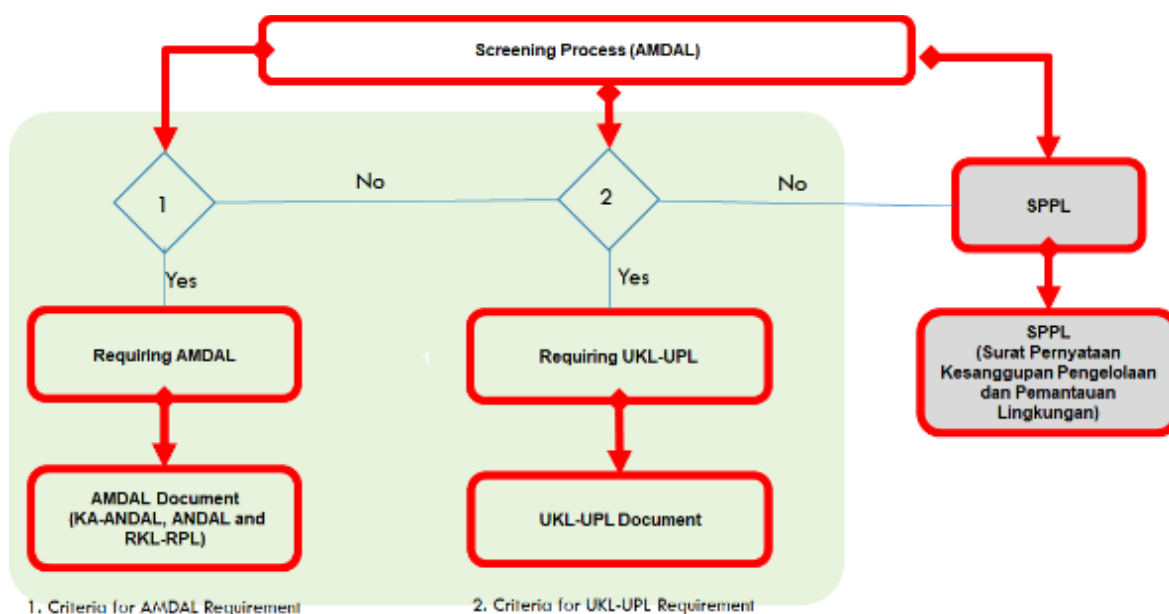 Screening Process (AMDAL)
1
No
2
No
SPPL
Yes
Yes
Requiring AMDAL
1
Requiring UKL-UPL
SPPL
(Surat Pernyataan
Kesanggupan Pengelolaan
dan Pemantauan
Lingkungan)
AMDAL Document
(KA-ANDAL, ANDAL and
RKL-RPL)
UKL-UPL Document
1. Criteria for AMDAL Requirement
2. Criteria for UKL-UPL Requirement